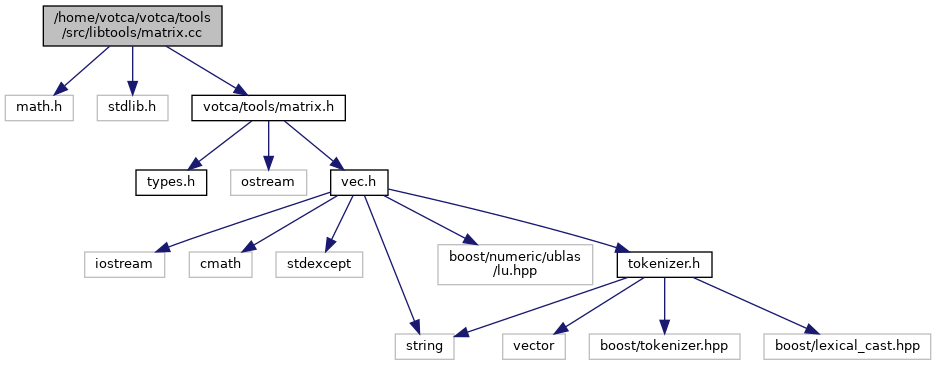 /home/votca/votca/tools
/src/libtools/matrix.cc
math.h
stdlib.h
votca/tools/matrix.h
types.h
ostream
vec.h
iostream
cmath
stdexcept
boost/numeric/ublas
/lu.hpp
tokenizer.h
string
vector
boost/tokenizer.hpp
boost/lexical_cast.hpp